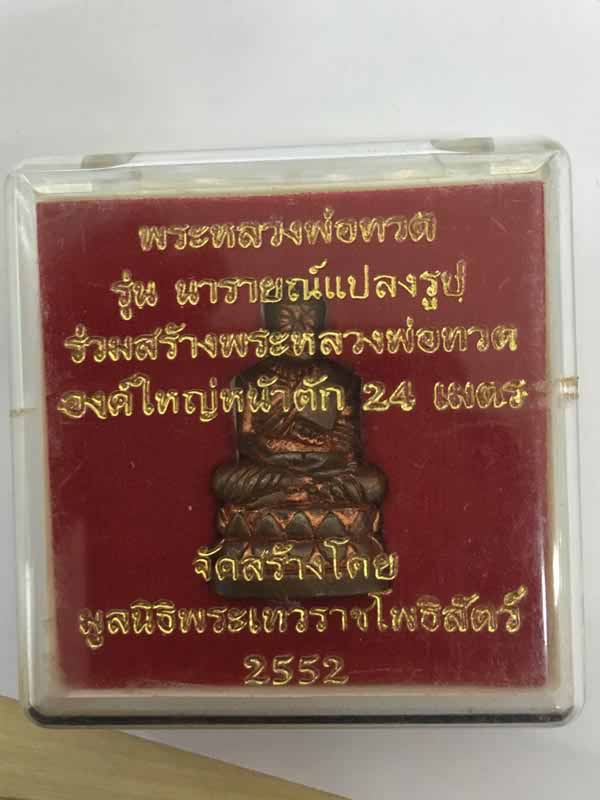 พระหลวงพ่อทวด
รุ่น นารายณ์แปลงรูป
ร่วมสร้างพระหลวงพ่อทวด
องค์ใหญ่หน้าตัก 24 เมตร
จัดสร้างโดย
มูลนิธิพระเทวราชโพธิสัตว์
2552